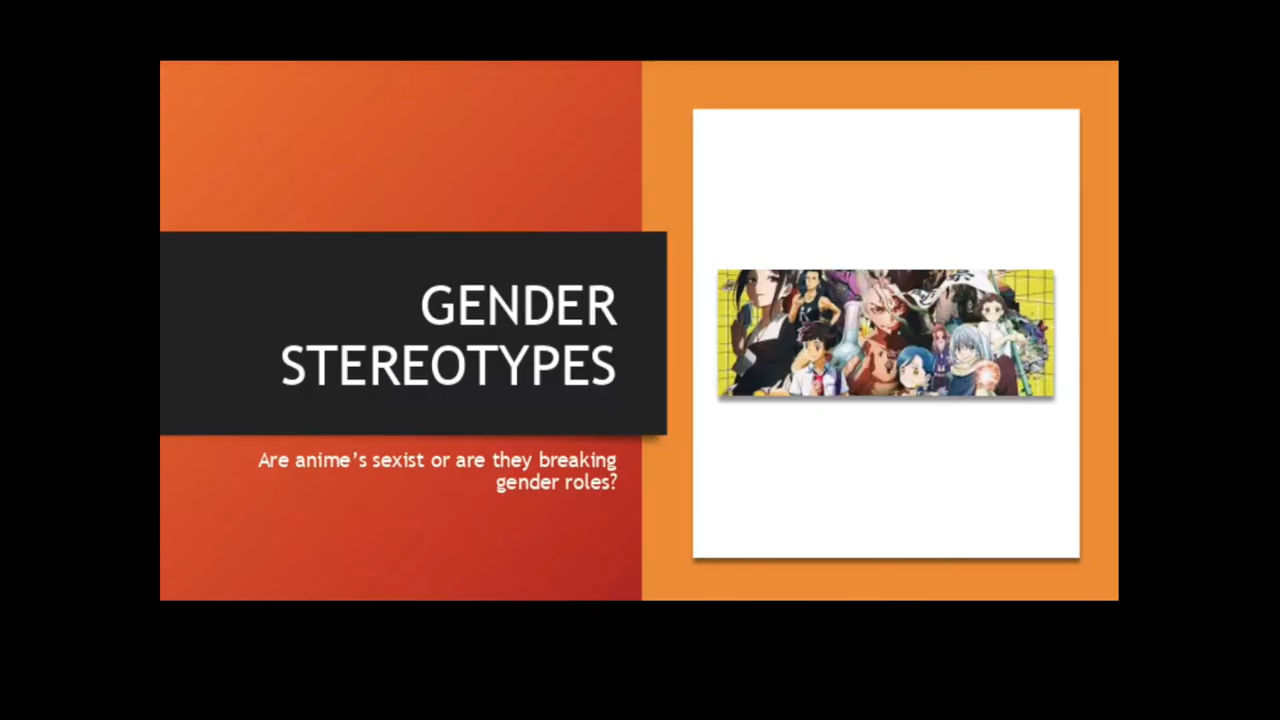 GENDER
STEREOTYPES
Are anime's sexist or are they breaking
gender roles?